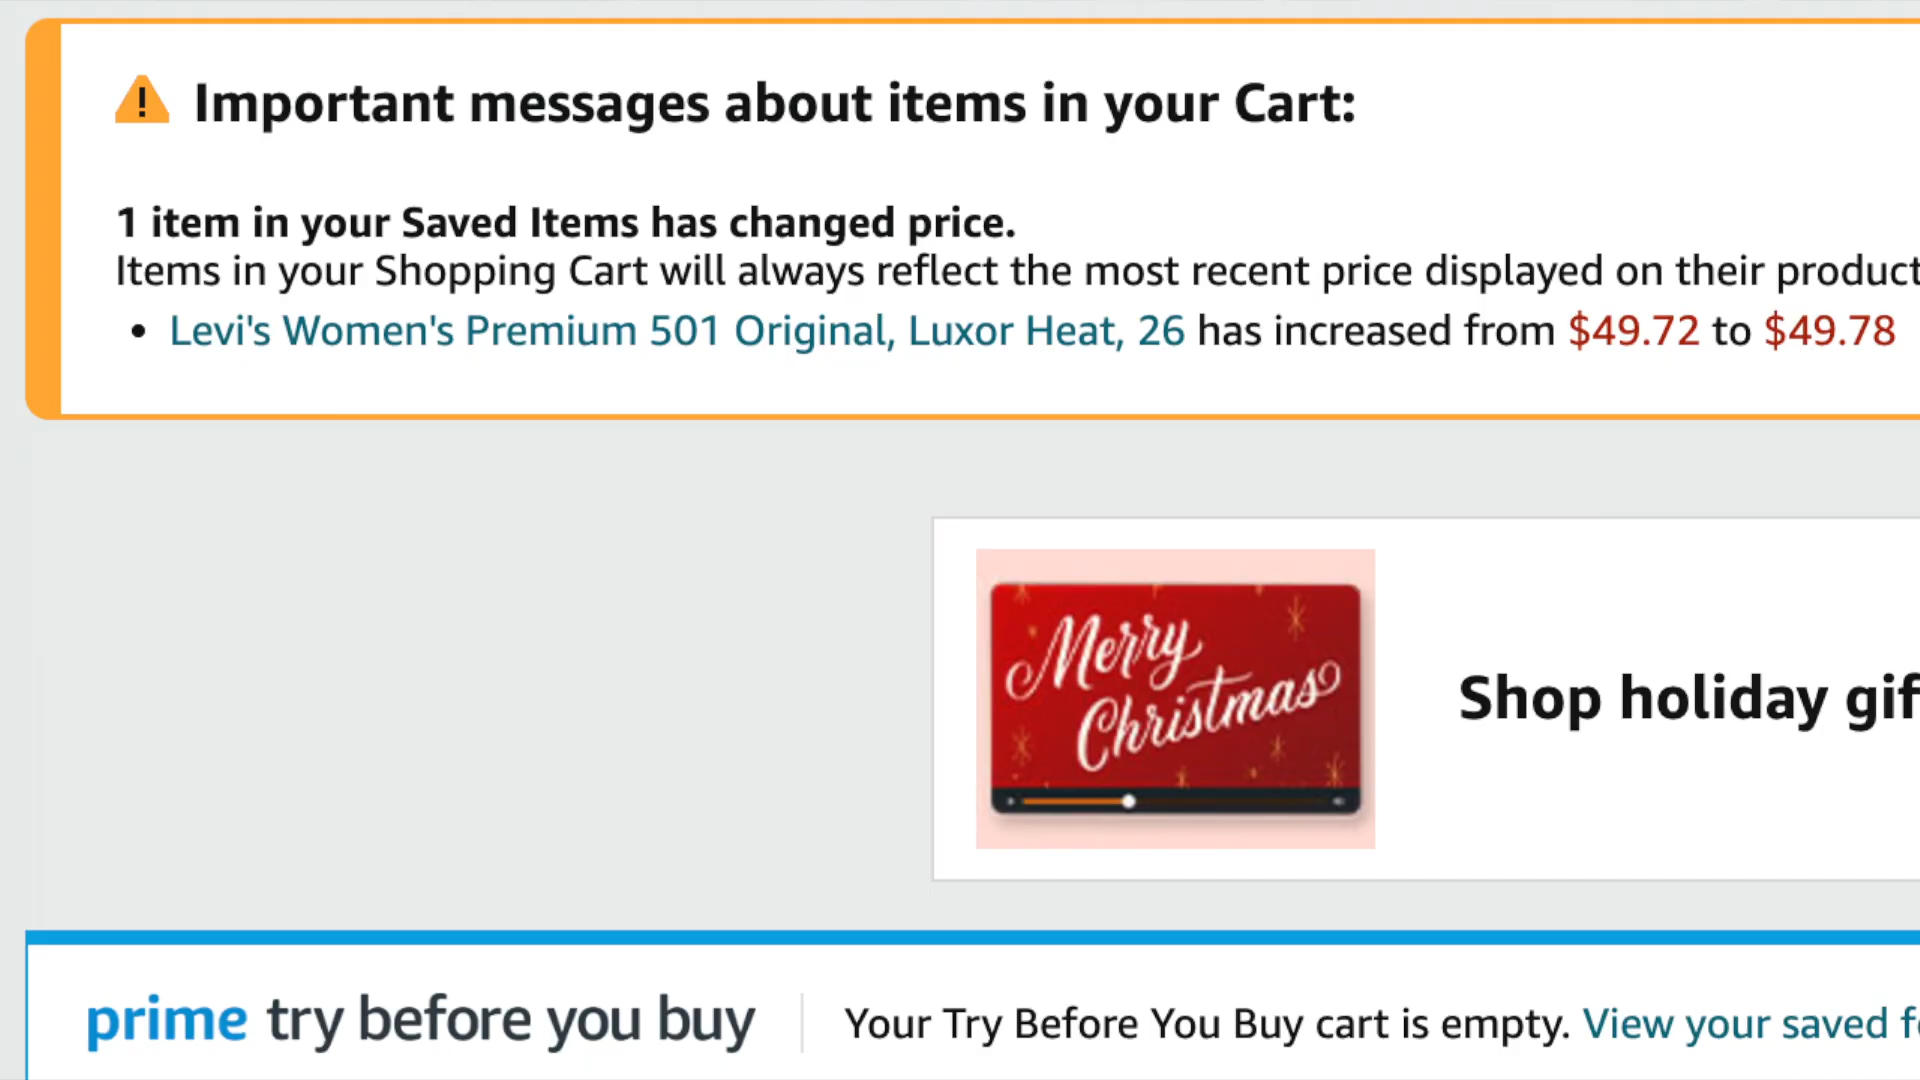 Important messages about items in your Cart:
1 item in your Saved Items has changed price.
Items in your Shopping Cart will always reflect the most recent price displayed on their product
• Levi's Women's Premium 501 Original, Luxor Heat, 26 has increased from $49.72 to $49.78
Merry
Christmas
Shop holiday gif
prime try before you buy
Your Try Before You Buy cart is empty. View your saved fo